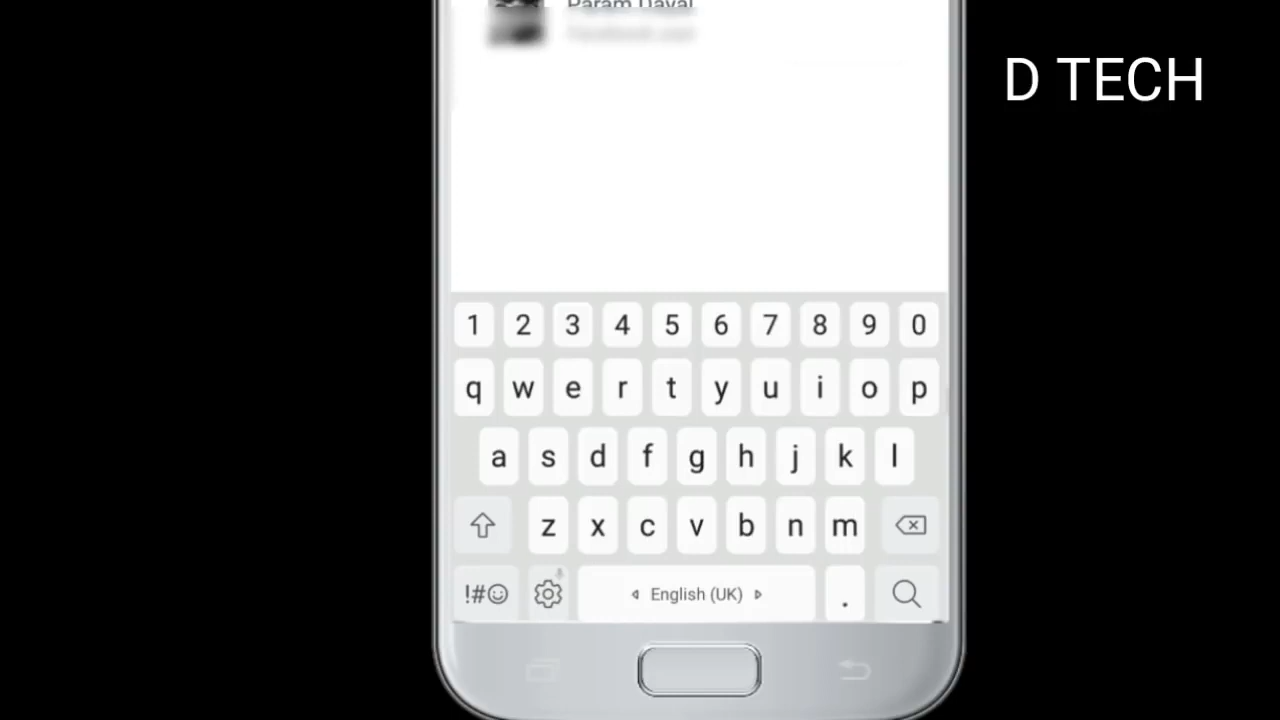 Param Dayal
D TECH
1 2 3 4 5 6 7 8 9 0
q w e r t y u i o p
a s d f g h j k l
z x c v b n m
!#☺ English (UK) .